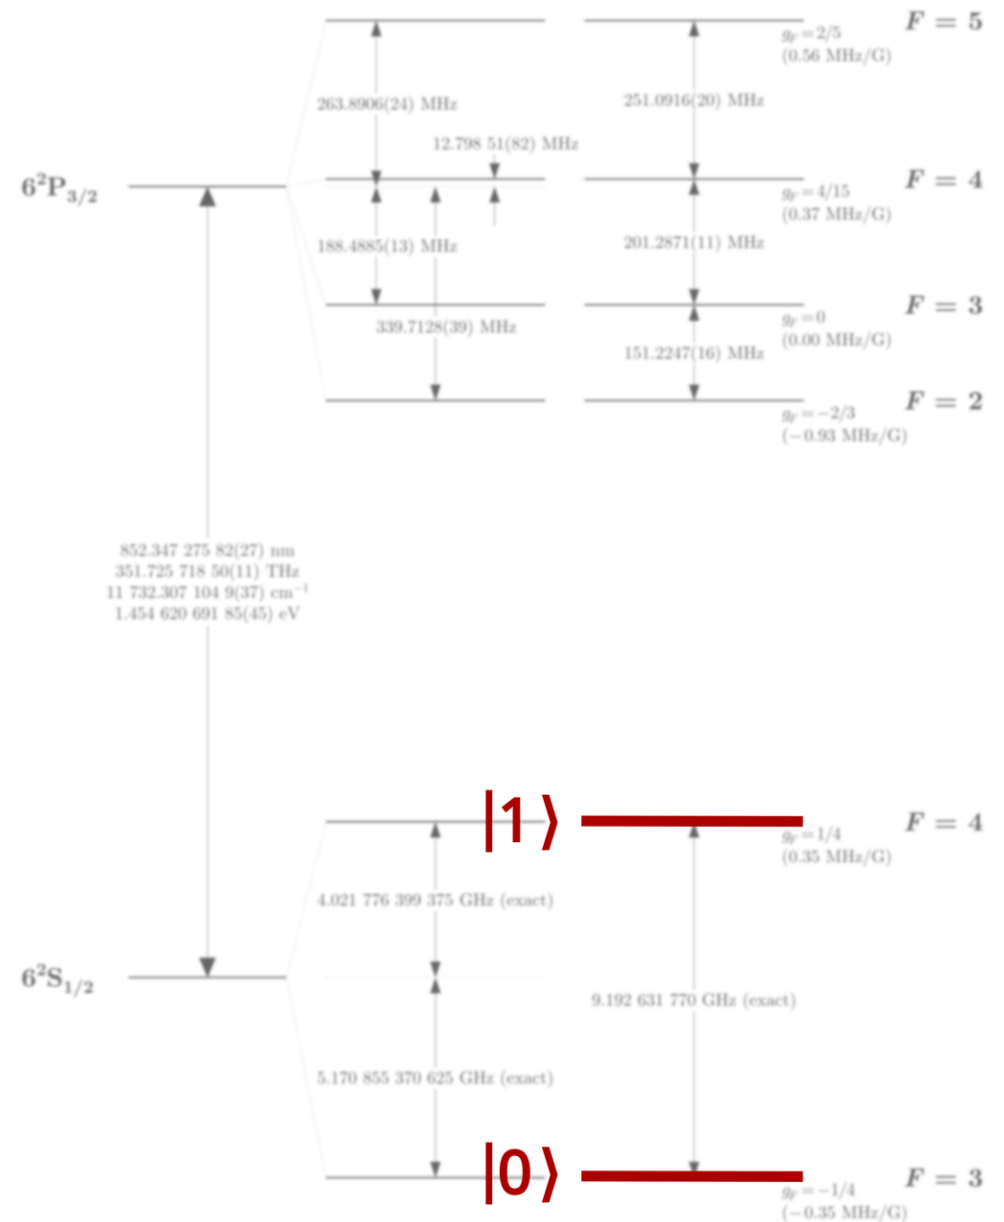 F = 5
g_F = 2/5
(0.56 MHz/G)
263.8906(24) MHz
251.0916(20) MHz
12.798 51(82) MHz
6²P₃/₂
F = 4
g_F = 4/15
(0.37 MHz/G)
188.4885(13) MHz
201.2871(11) MHz
F = 3
g_F = 0
(0.00 MHz/G)
339.7128(39) MHz
151.2247(16) MHz
F = 2
g_F = −2/3
(−0.93 MHz/G)
852.347 275 82(27) nm
351.725 718 50(11) THz
11 732.307 104 9(37) cm⁻¹
1.454 620 691 85(45) eV
|1⟩
F = 4
g_F = 1/4
(0.35 MHz/G)
4.021 776 399 375 GHz (exact)
6²S₁/₂
9.192 631 770 GHz (exact)
5.170 855 370 625 GHz (exact)
|0⟩
F = 3
g_F = −1/4
(−0.35 MHz/G)